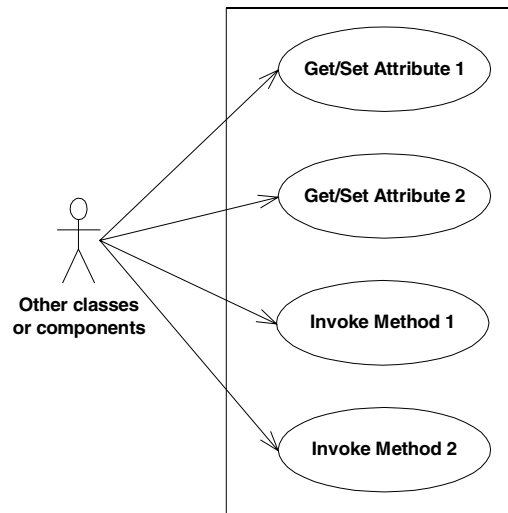 Get/Set Attribute 1
Get/Set Attribute 2
Other classes
or components
Invoke Method 1
Invoke Method 2